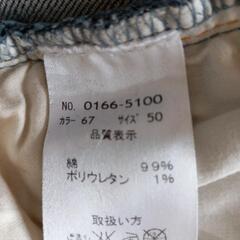 NO. 0166-5100
カラー 67 サイズ 50
品質表示
綿 99%
ポリウレタン 1%
取扱い方